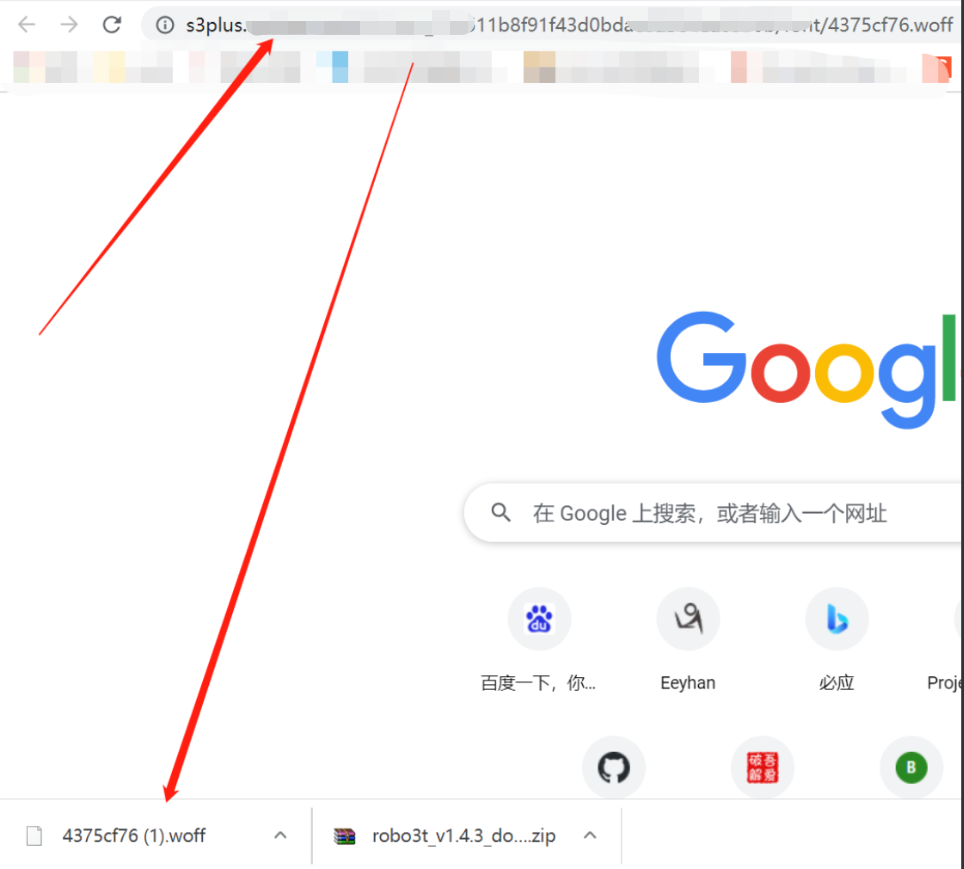 s3plus. 11b8f91f43d0bda /4375cf76.woff
Googl
在 Google 上搜索，或者输入一个网址
du
百度一下，你... Eeyhan 必应 Proje
破吾
解爱
B
4375cf76 (1).woff robo3t_v1.4.3_do....zip